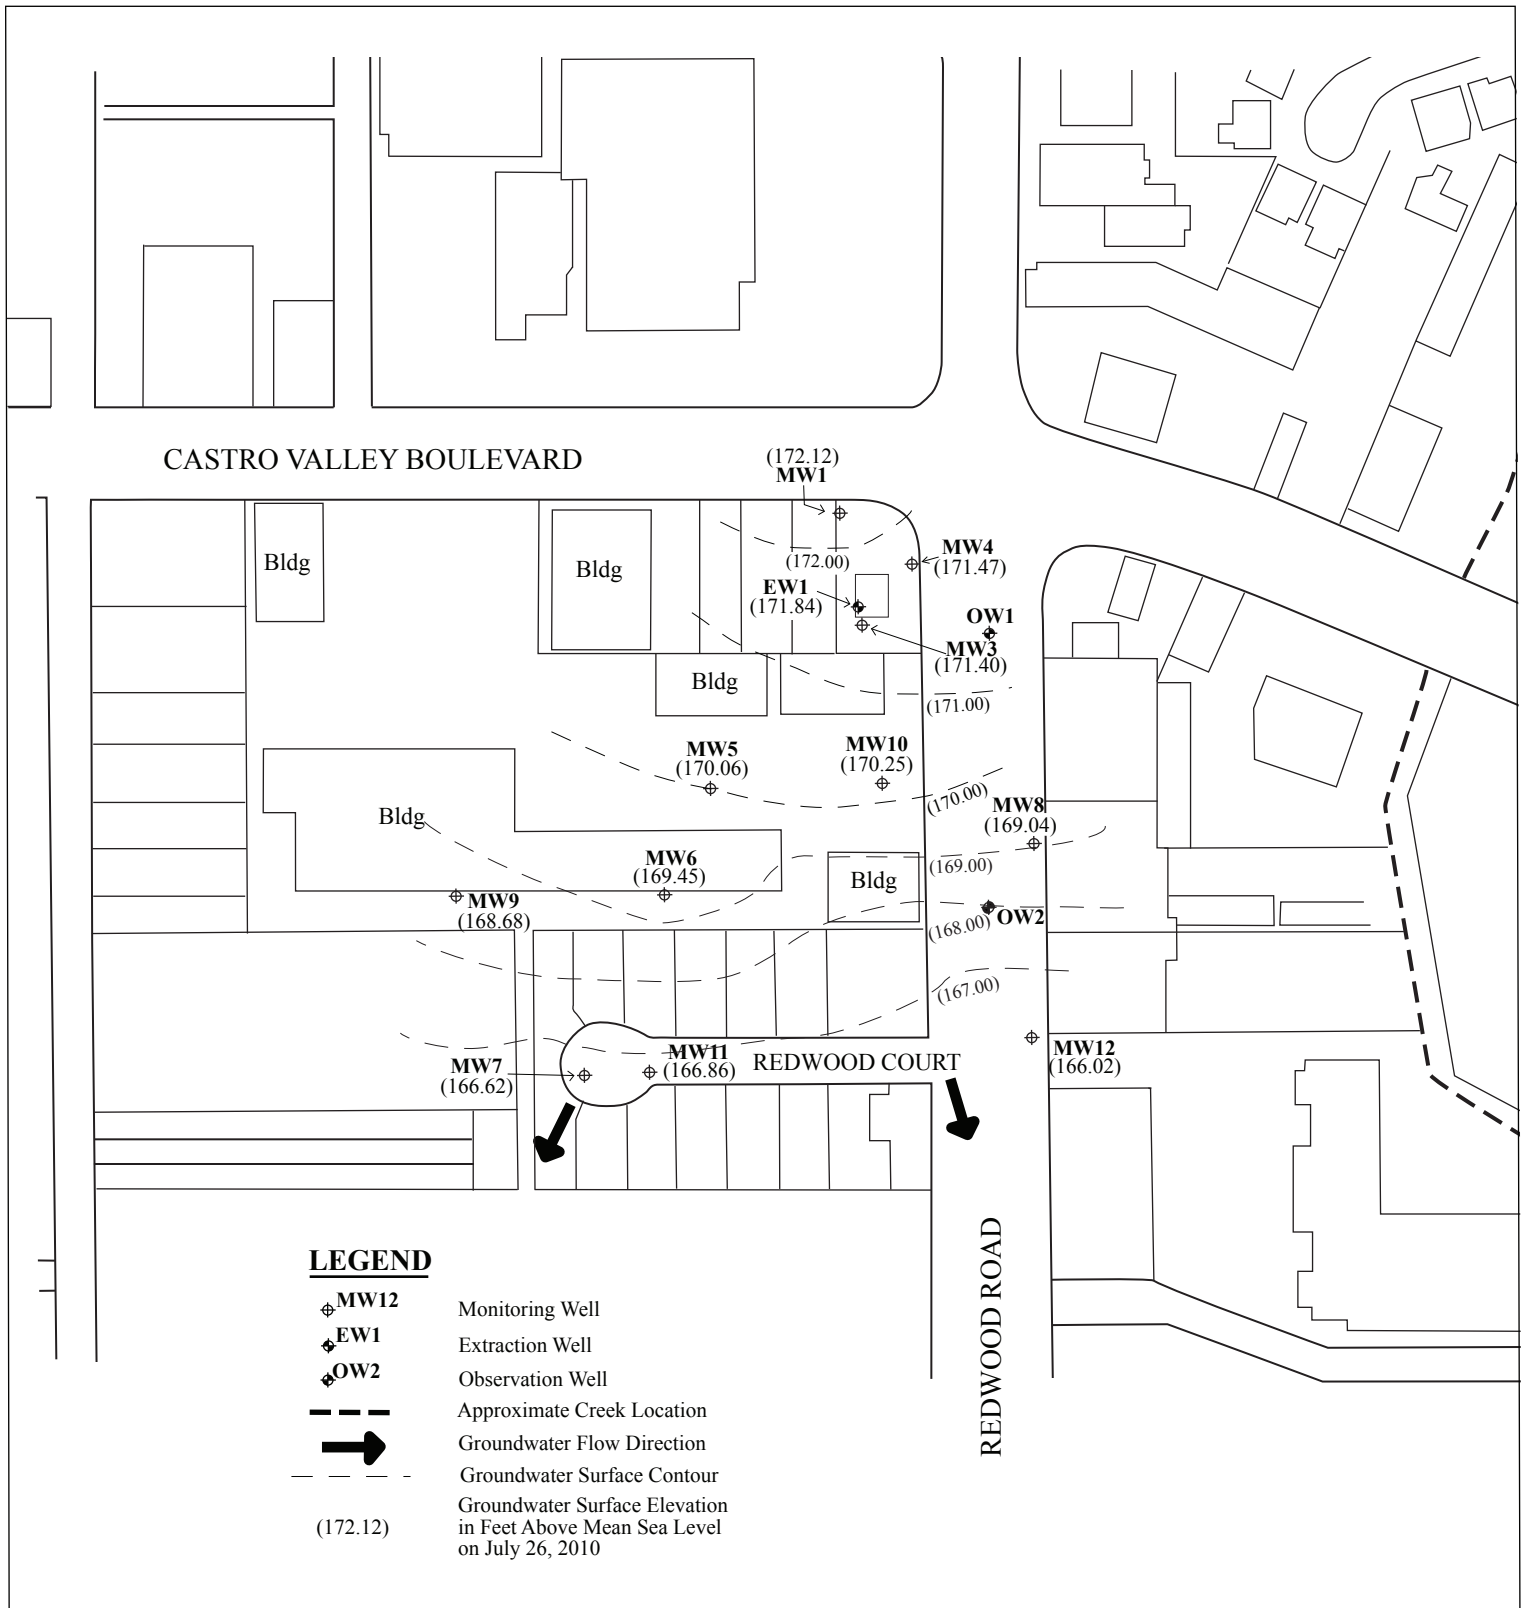 CASTRO VALLEY BOULEVARD
(172.12)
MW1
Bldg
Bldg
(172.00)
MW4
(171.47)
EW1
(171.84)
OW1
MW3
(171.40)
Bldg
(171.00)
MW5
(170.06)
MW10
(170.25)
(170.00)
MW8
(169.04)
Bldg
MW6
(169.45)
(169.00)
Bldg
MW9
(168.68)
(168.00)
OW2
(167.00)
MW7
(166.62)
MW11
(166.86)
REDWOOD COURT
MW12
(166.02)
REDWOOD ROAD
LEGEND
MW12
Monitoring Well
EW1
Extraction Well
OW2
Observation Well
Approximate Creek Location
Groundwater Flow Direction
Groundwater Surface Contour
(172.12)
Groundwater Surface Elevation
in Feet Above Mean Sea Level
on July 26, 2010